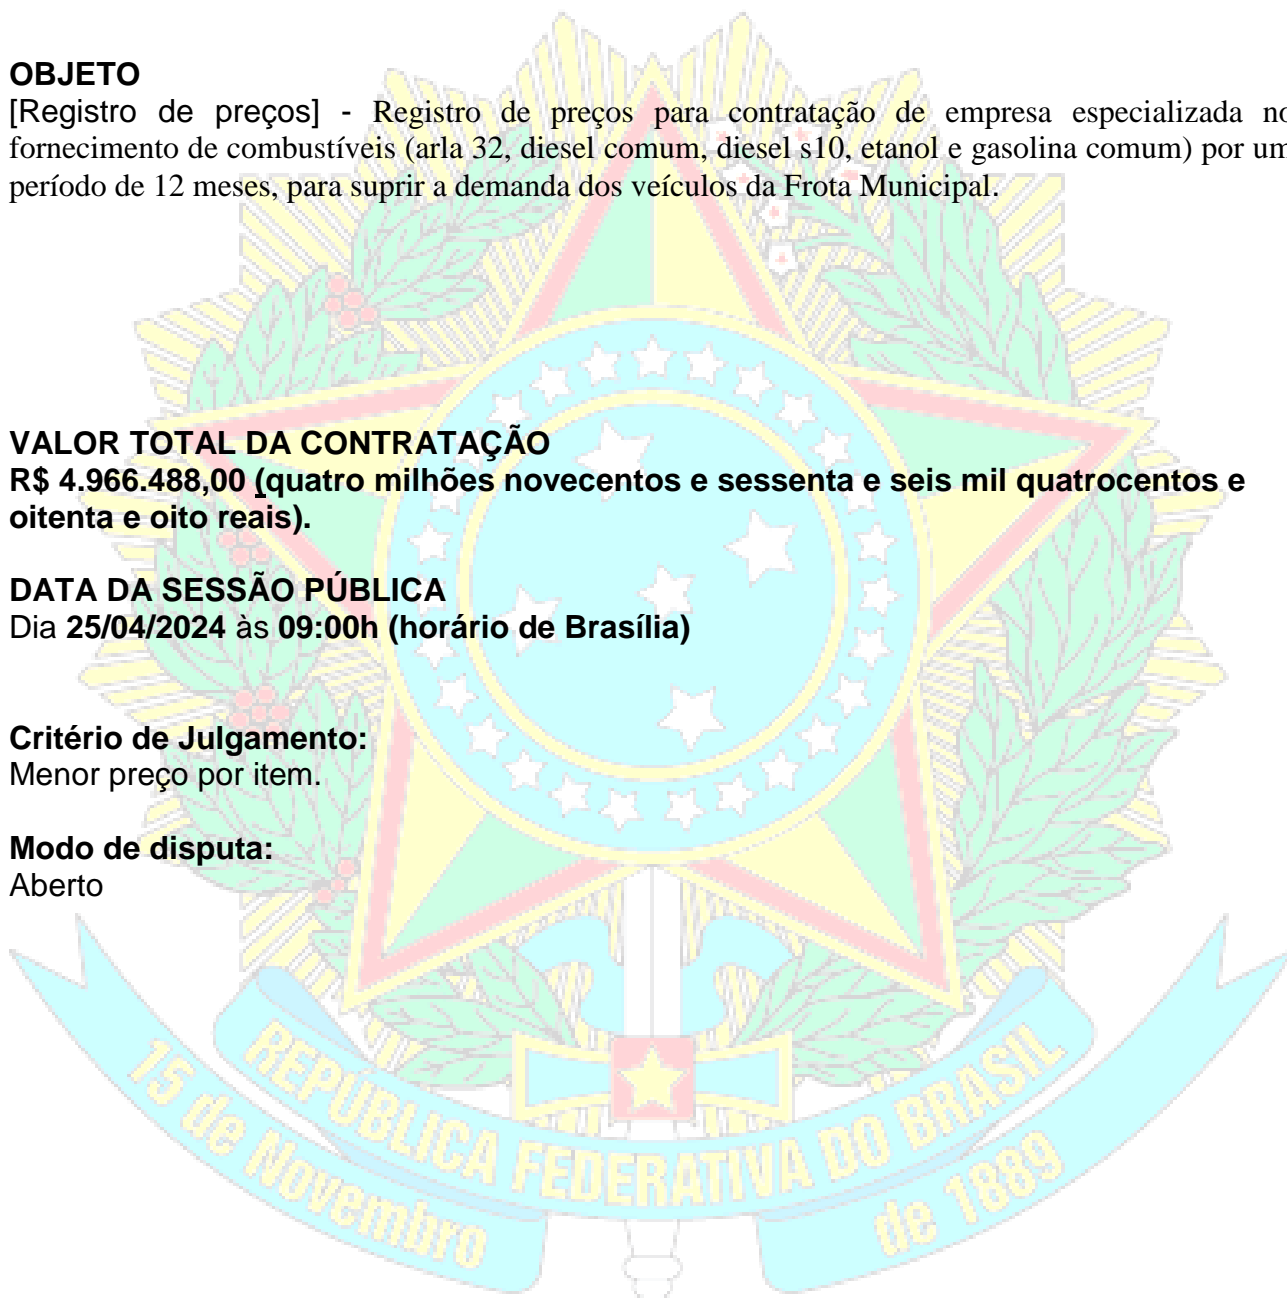 OBJETO
[Registro de preços] - Registro de preços para contratação de empresa especializada no
fornecimento de combustíveis (arla 32, diesel comum, diesel s10, etanol e gasolina comum) por um
período de 12 meses, para suprir a demanda dos veículos da Frota Municipal.
VALOR TOTAL DA CONTRATAÇÃO
R$ 4.966.488,00 (quatro milhões novecentos e sessenta e seis mil quatrocentos e
oitenta e oito reais).
DATA DA SESSÃO PÚBLICA
Dia 25/04/2024 às 09:00h (horário de Brasília)
Critério de Julgamento:
Menor preço por item.
Modo de disputa:
Aberto
REPÚBLICA FEDERATIVA DO BRASIL
15 de Novembro
de 1889